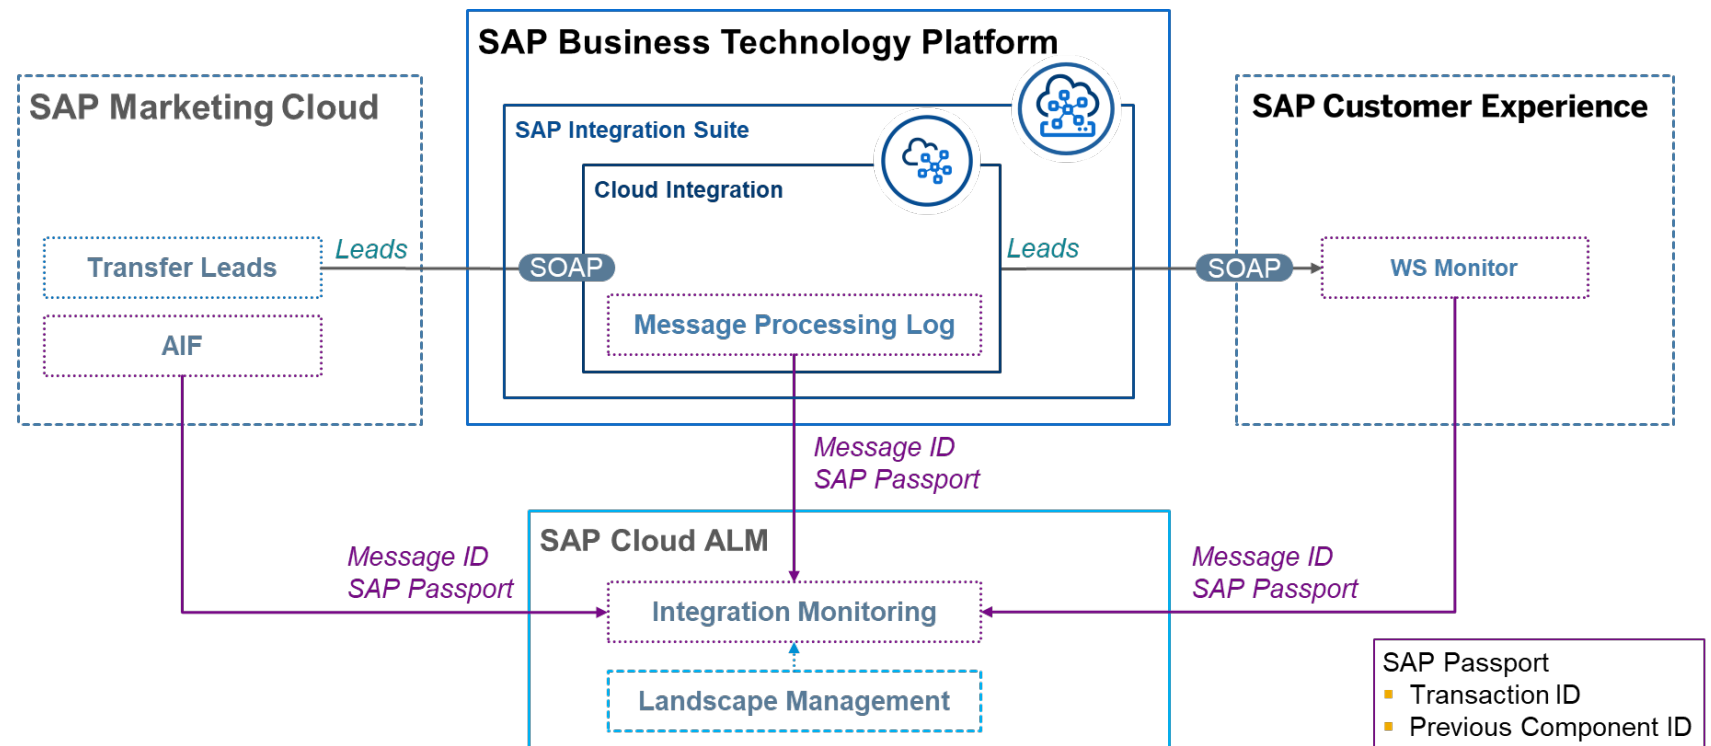 SAP Business Technology Platform
SAP Marketing Cloud
SAP Customer Experience
SAP Integration Suite
Cloud Integration
Leads
Leads
Transfer Leads
SOAP
SOAP
WS Monitor
Message Processing Log
AIF
Message ID
SAP Passport
SAP Cloud ALM
Message ID
SAP Passport
Message ID
SAP Passport
Integration Monitoring
Landscape Management
SAP Passport
Transaction ID
Previous Component ID